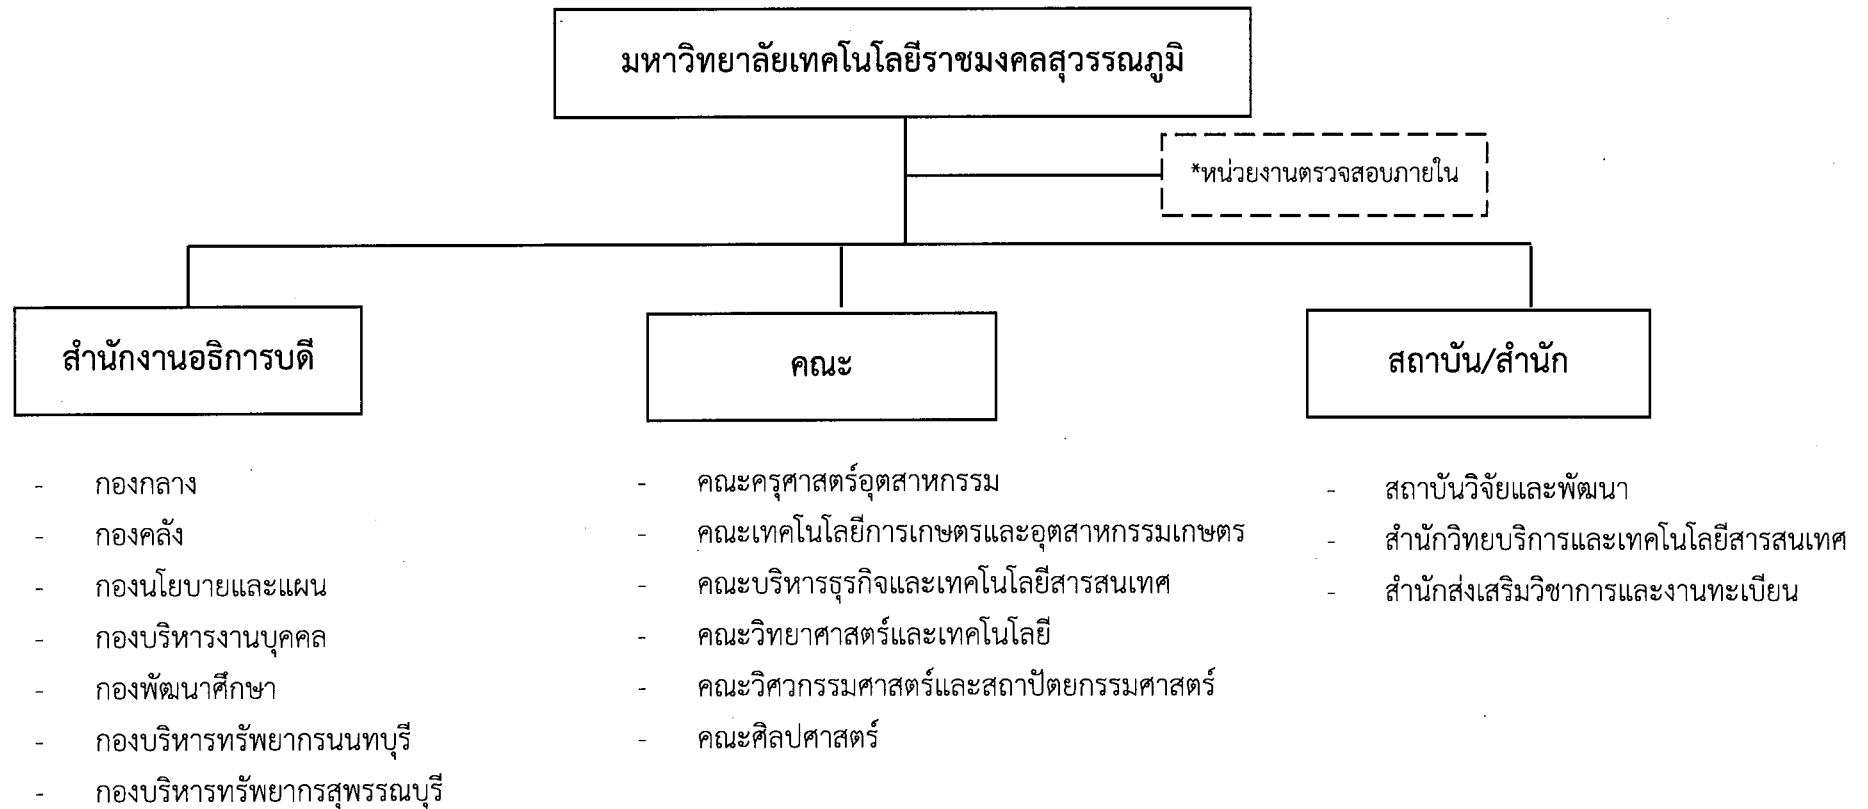 มหาวิทยาลัยเทคโนโลยีราชมงคลสุวรรณภูมิ
*หน่วยงานตรวจสอบภายใน
สำนักงานอธิการบดี
- กองกลาง
- กองคลัง
- กองนโยบายและแผน
- กองบริหารงานบุคคล
- กองพัฒนาศึกษา
- กองบริหารทรัพยากรนนทบุรี
- กองบริหารทรัพยากรสุพรรณบุรี
คณะ
- คณะครุศาสตร์อุตสาหกรรม
- คณะเทคโนโลยีการเกษตรและอุตสาหกรรมเกษตร
- คณะบริหารธุรกิจและเทคโนโลยีสารสนเทศ
- คณะวิทยาศาสตร์และเทคโนโลยี
- คณะวิศวกรรมศาสตร์และสถาปัตยกรรมศาสตร์
- คณะศิลปศาสตร์
สถาบัน/สำนัก
- สถาบันวิจัยและพัฒนา
- สำนักวิทยบริการและเทคโนโลยีสารสนเทศ
- สำนักส่งเสริมวิชาการและงานทะเบียน